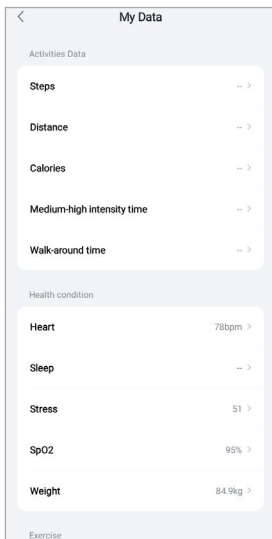 My Data
Activities Data
Steps -- >
Distance -- >
Calories -- >
Medium-high intensity time -- >
Walk-around time -- >
Health condition
Heart 78bpm >
Sleep -- >
Stress 51 >
SpO2 95% >
Weight 84.9kg >
Exercise